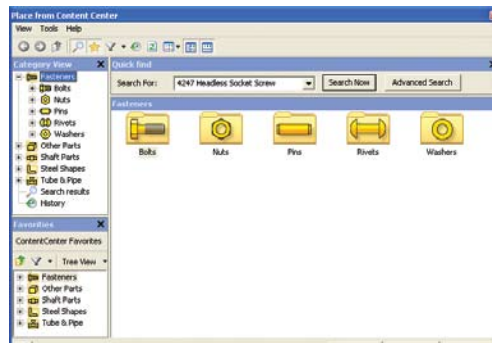 Place from Content Center
View Tools Help
Category View
Fasteners
Bolts
Nuts
Pins
Rivets
Washers
Other Parts
Shaft Parts
Steel Shapes
Tube & Pipe
Search results
History
Favorites
ContentCenter Favorites
Tree View
Fasteners
Other Parts
Shaft Parts
Steel Shapes
Tube & Pipe
Quick find
Search For: 4247 Headless Socket Screw Search Now Advanced Search
Fasteners
Bolts Nuts Pins Rivets Washers